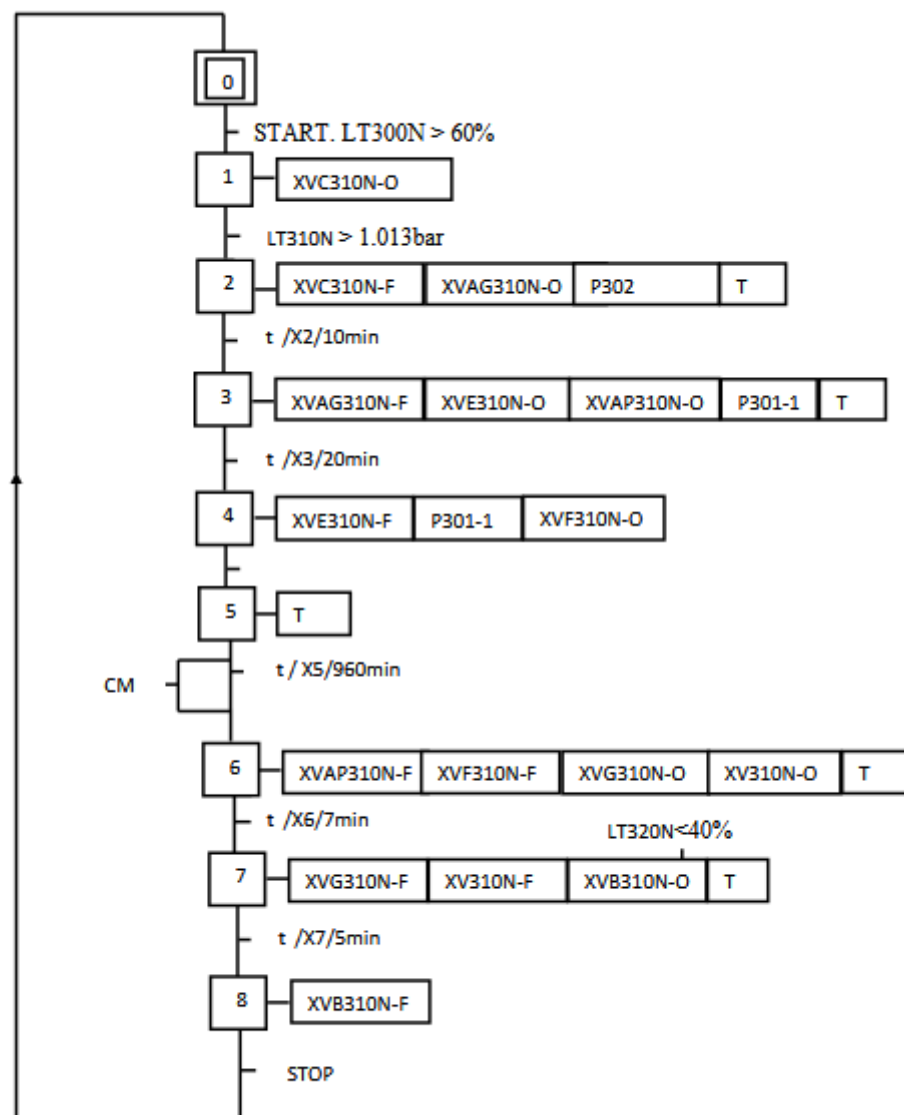 0
START. LT300N > 60%
1 XVC310N-O
LT310N > 1.013bar
2 XVC310N-F XVAG310N-O P302 T
t /X2/10min
3 XVAG310N-F XVE310N-O XVAP310N-O P301-1 T
t /X3/20min
4 XVE310N-F P301-1 XVF310N-O
5 T
t / X5/960min
CM
6 XVAP310N-F XVF310N-F XVG310N-O XV310N-O T
t /X6/7min
LT320N<40%
7 XVG310N-F XV310N-F XVB310N-O T
t /X7/5min
8 XVB310N-F
STOP